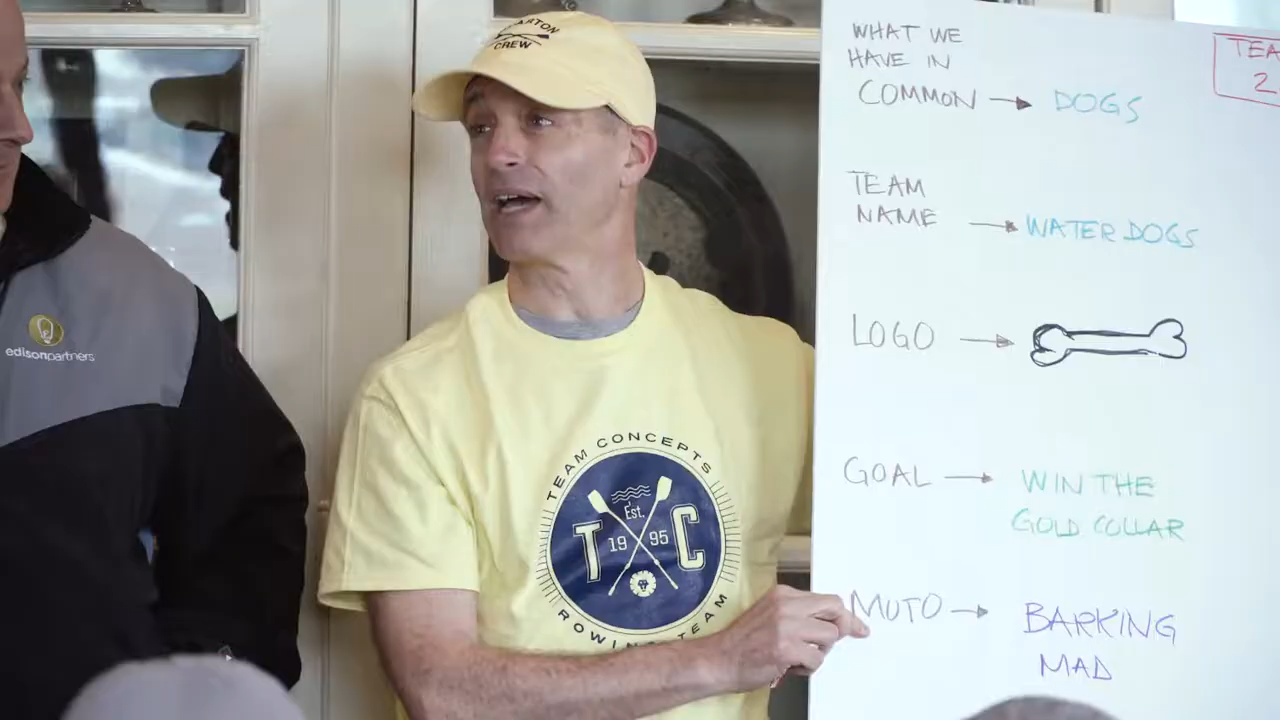 CREW
edisonpartners
TEAM CONCEPTS
Est.
T C
19 95
ROWING TEAM
WHAT WE
HAVE IN
COMMON → DOGS
TEAM
NAME → WATER DOGS
LOGO →
GOAL → WIN THE
GOLD COLLAR
MUTO → BARKING
MAD
2